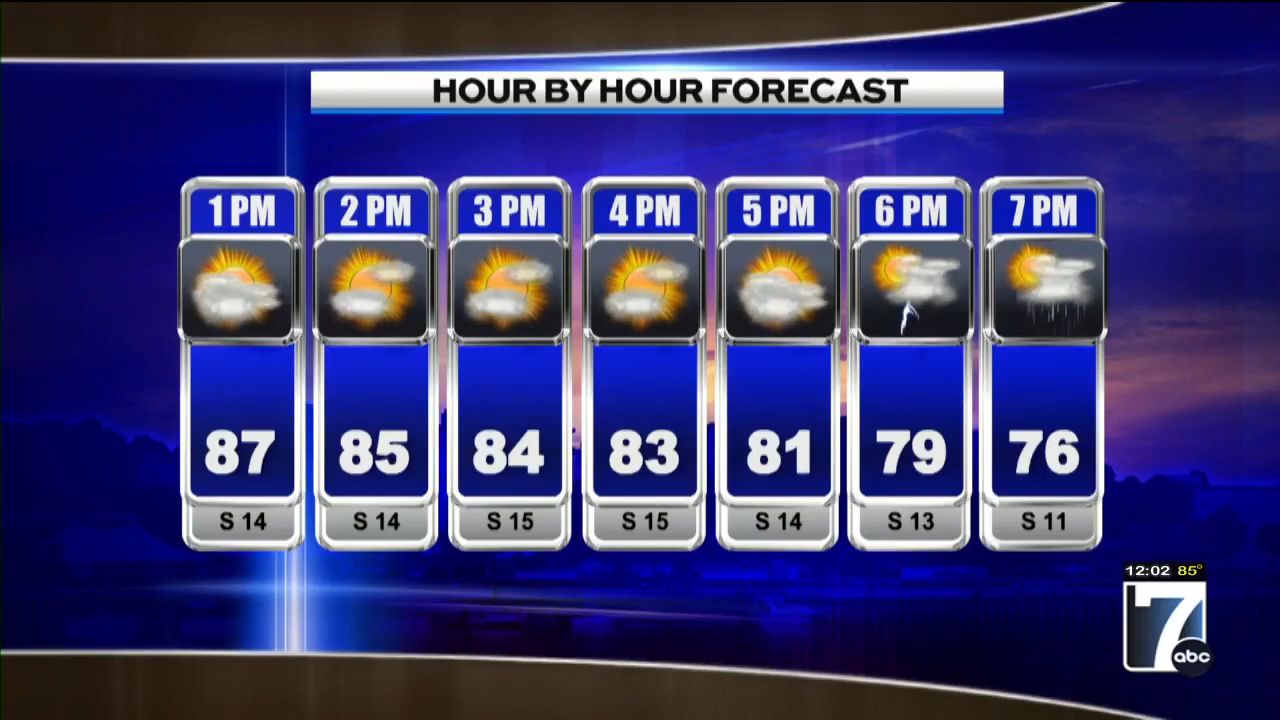 HOUR BY HOUR FORECAST
1 PM 2 PM 3 PM 4 PM 5 PM 6 PM 7 PM
87 85 84 83 81 79 76
S 14 S 14 S 15 S 15 S 14 S 13 S 11
12:02 85°
7
abc